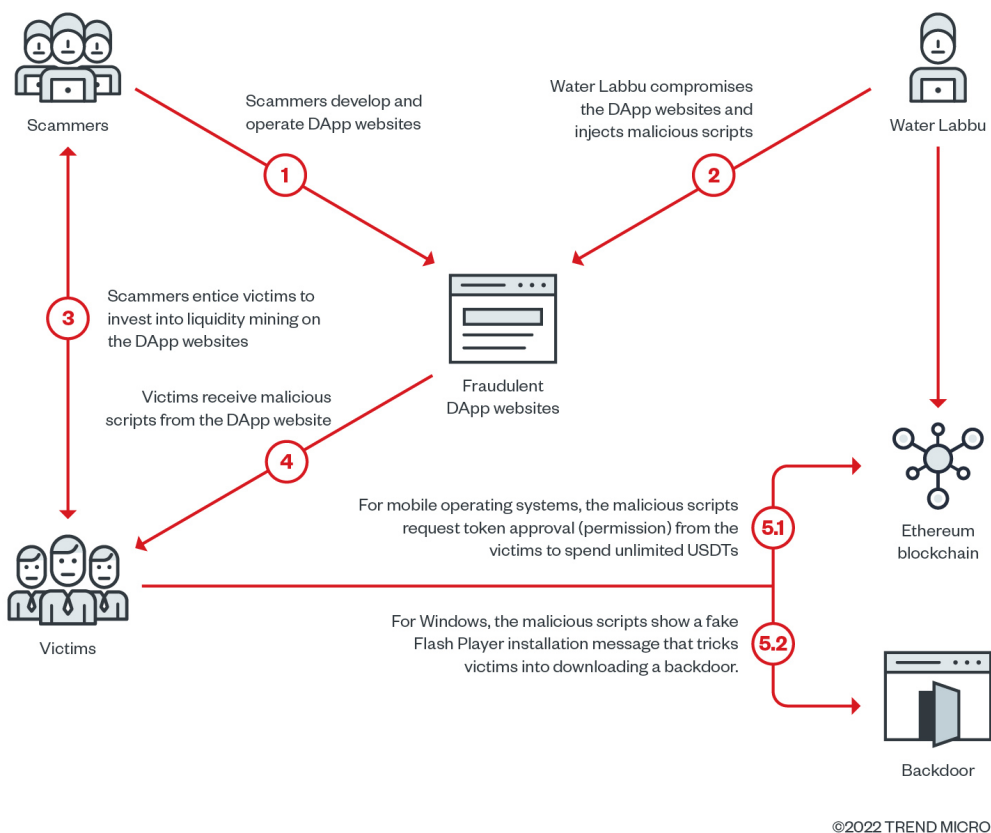 Scammers
Scammers develop and
operate DApp websites
1
Water Labbu compromises
the DApp websites and
injects malicious scripts
2
Water Labbu
3
Scammers entice victims to
invest into liquidity mining on
the DApp websites
Fraudulent
DApp websites
Victims receive malicious
scripts from the DApp website
4
Victims
For mobile operating systems, the malicious scripts
request token approval (permission) from the
victims to spend unlimited USDTs
5.1
Ethereum
blockchain
For Windows, the malicious scripts show a fake
Flash Player installation message that tricks
victims into downloading a backdoor.
5.2
Backdoor
©2022 TREND MICRO